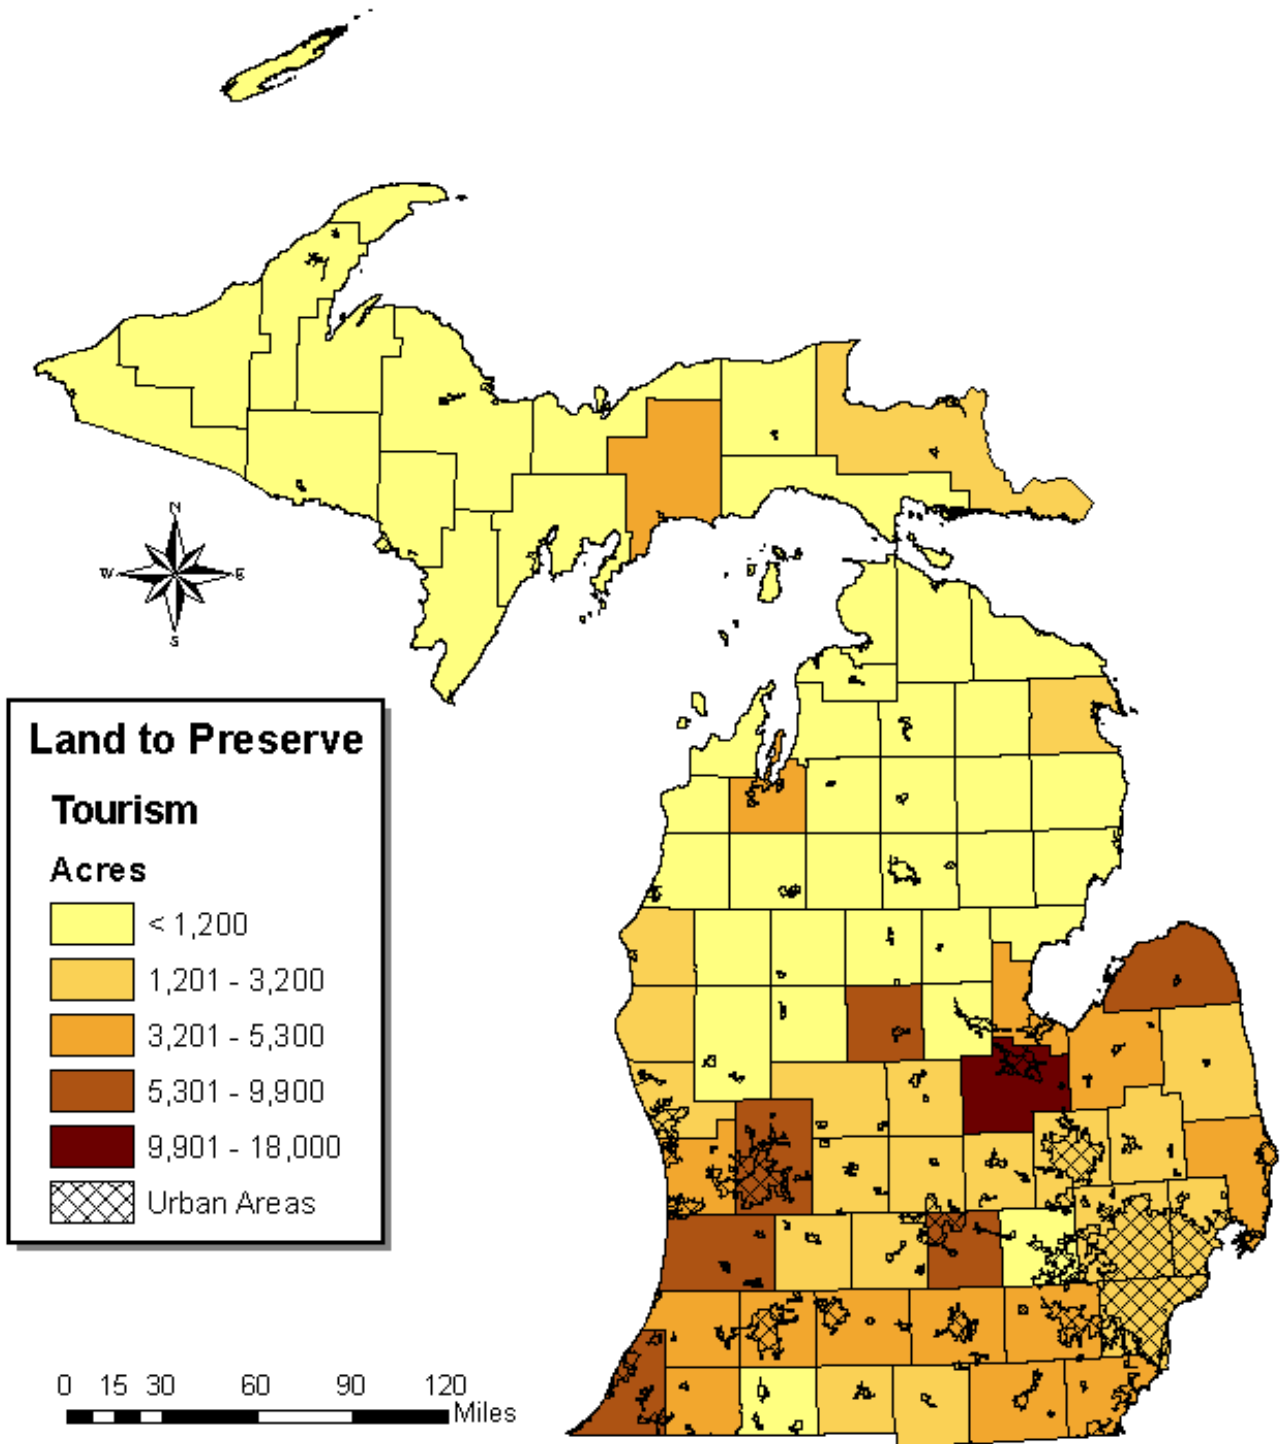 N
W E
S
Land to Preserve
Tourism
Acres
< 1,200
1,201 - 3,200
3,201 - 5,300
5,301 - 9,900
9,901 - 18,000
Urban Areas
0 15 30 60 90 120
Miles